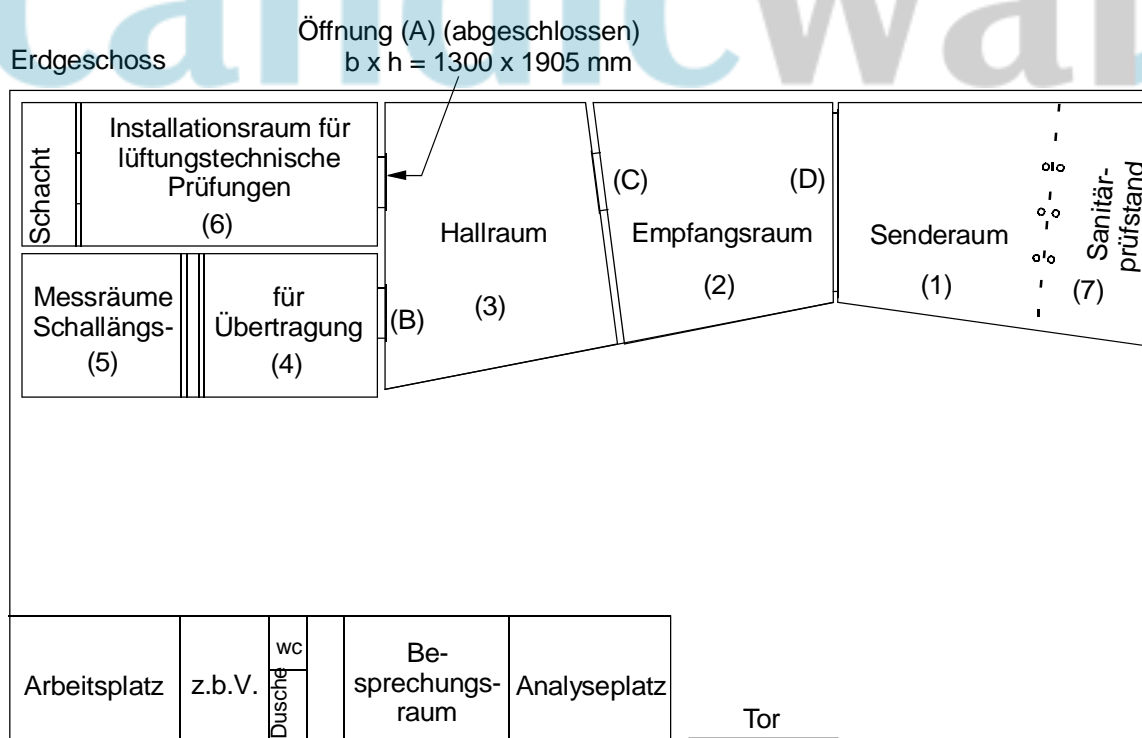 candicwal
Öffnung (A) (abgeschlossen)
Erdgeschoss
b x h = 1300 x 1905 mm
Schacht
Installationsraum für
lüftungstechnische
Prüfungen
(6)
Hallraum
(3)
(C)
Empfangsraum
(2)
(D)
Senderaum
(1)
Sanitär-
prüfstand
(7)
Messräume
Schallängs-
(5)
für
Übertragung
(4)
(B)
Arbeitsplatz
z.b.V.
wc
Dusche
Be-
sprechungs-
raum
Analyseplatz
Tor